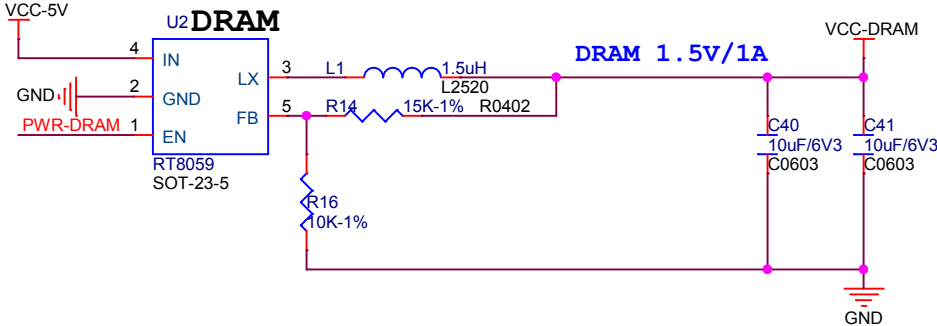 VCC-5V
U2 DRAM
VCC-DRAM
DRAM 1.5V/1A
4 IN
LX 3 L1 1.5uH
L2520
GND 2 GND
FB 5 R14 15K-1% R0402
PWR-DRAM 1 EN
C40
10uF/6V3
C0603
C41
10uF/6V3
C0603
RT8059
SOT-23-5
R16
10K-1%
GND